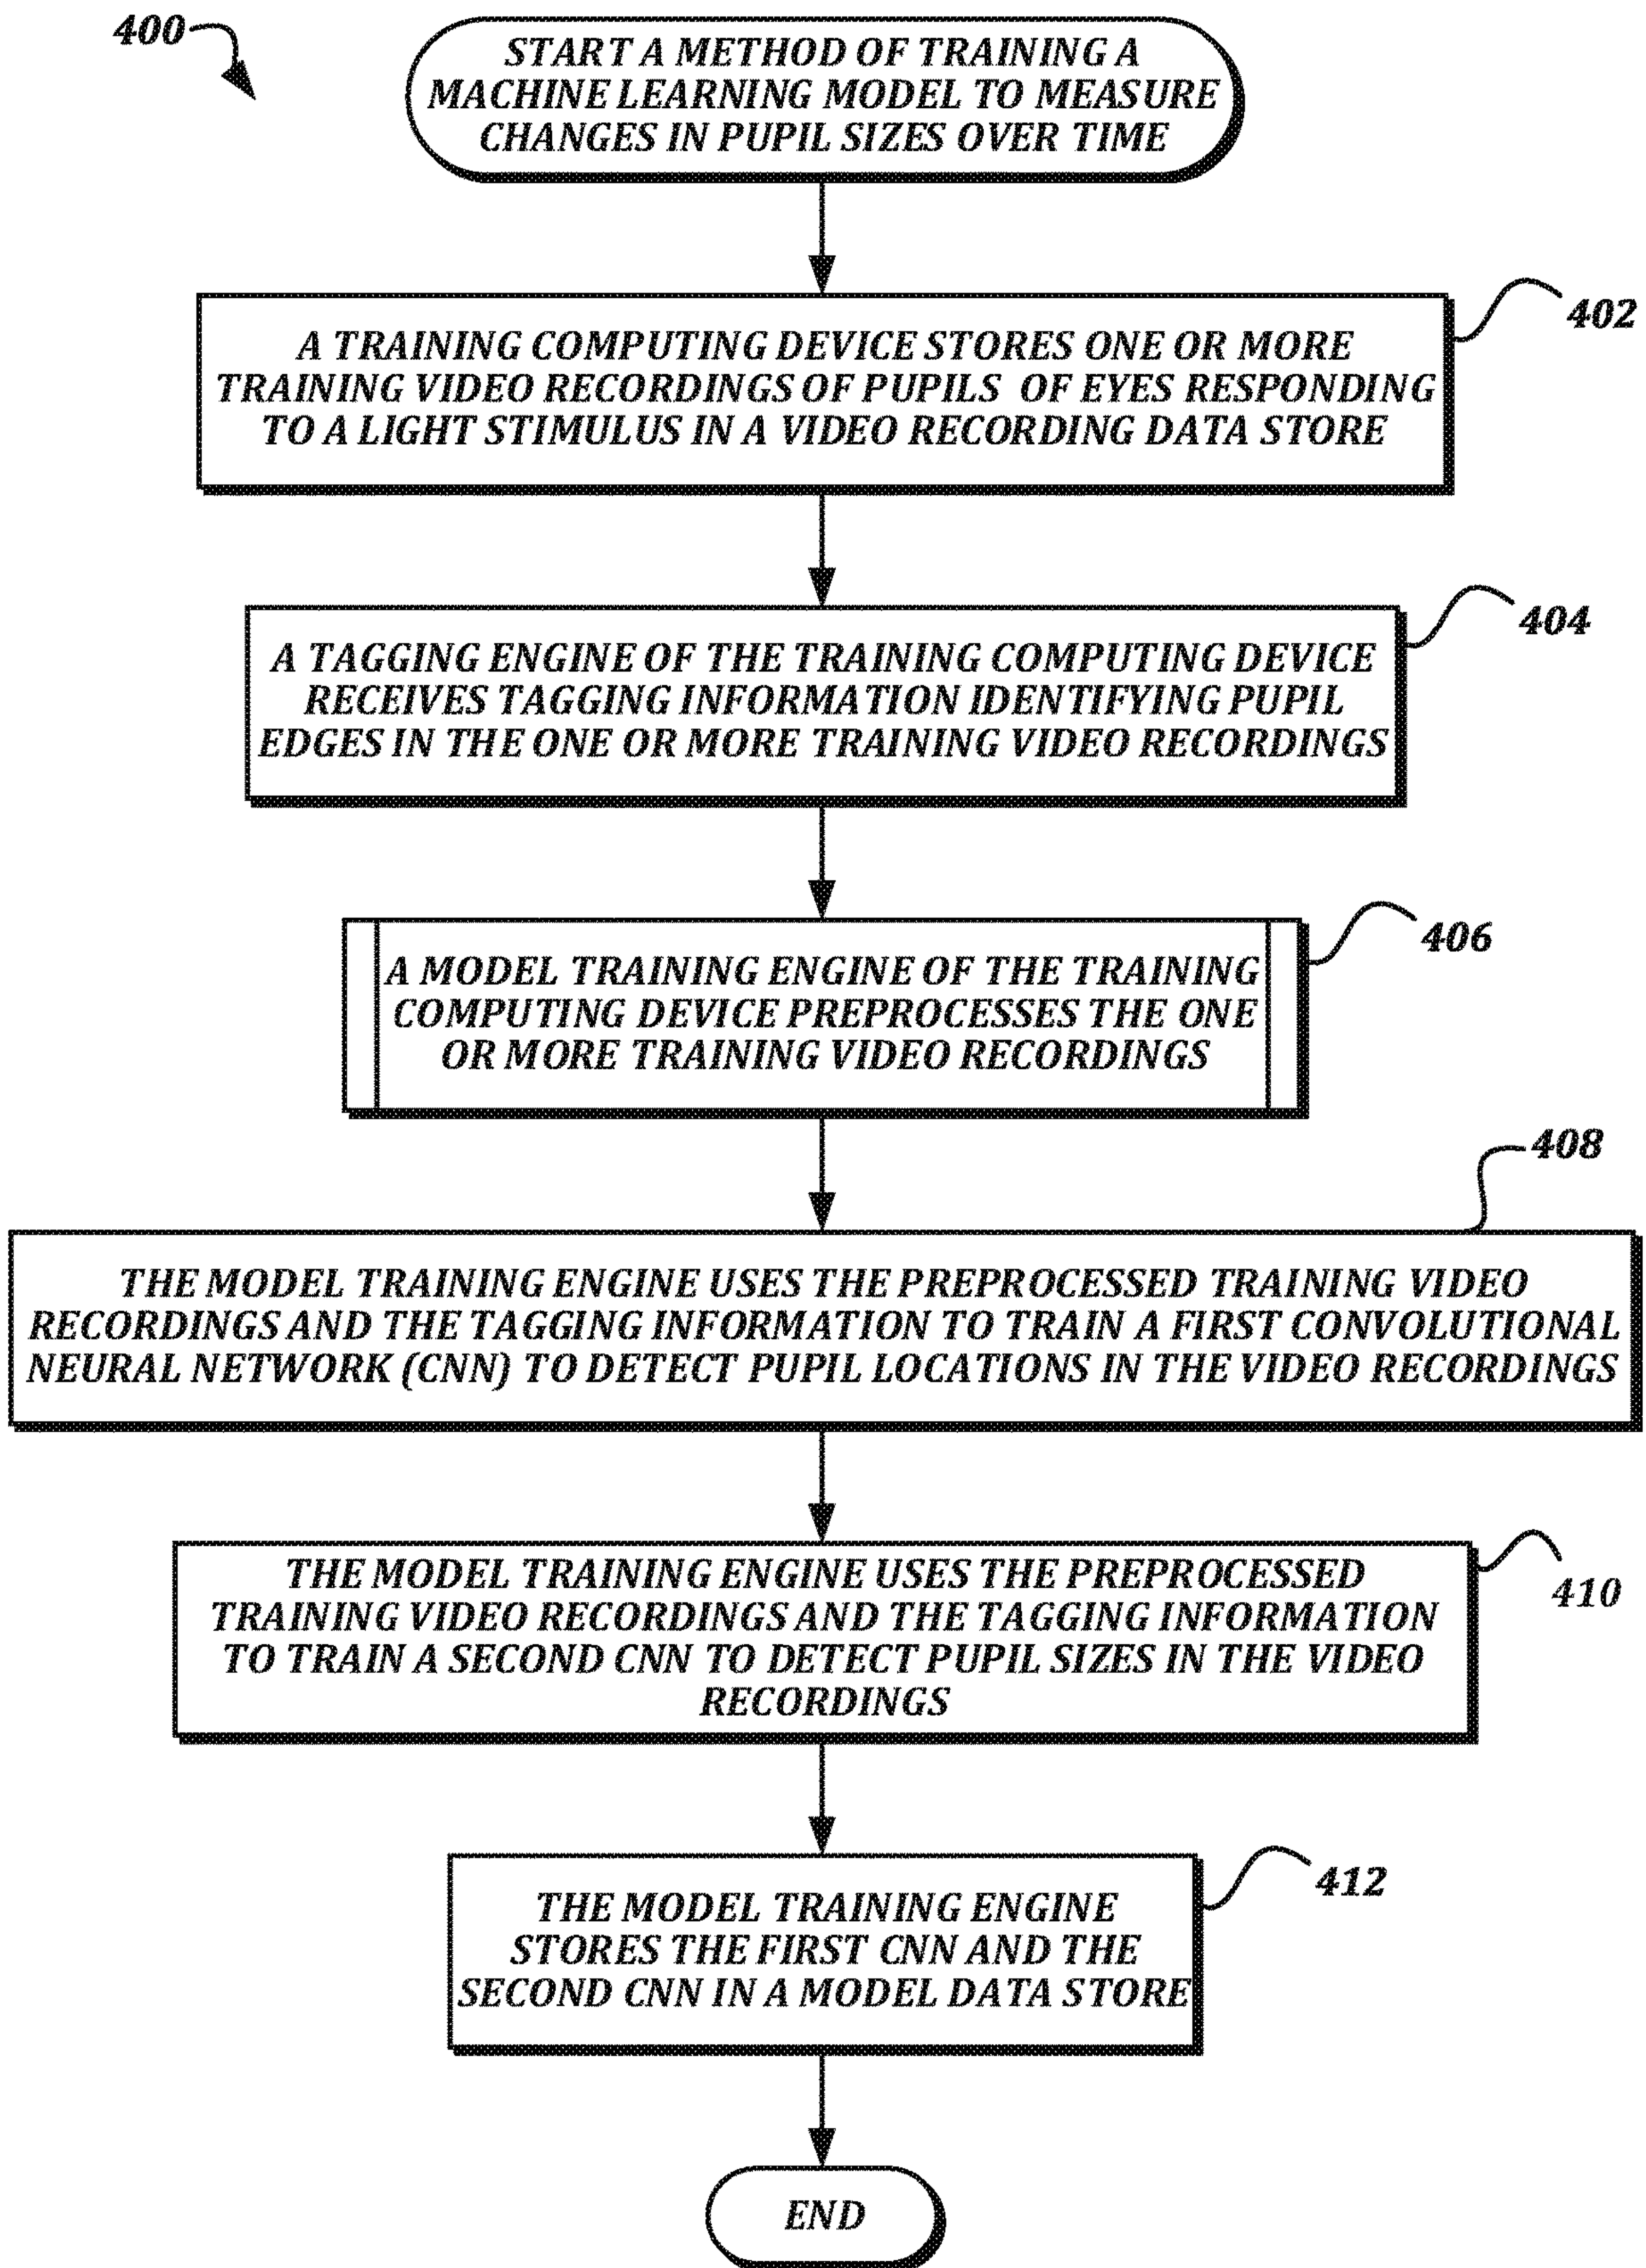 400
START A METHOD OF TRAINING A
MACHINE LEARNING MODEL TO MEASURE
CHANGES IN PUPIL SIZES OVER TIME
402
A TRAINING COMPUTING DEVICE STORES ONE OR MORE
TRAINING VIDEO RECORDINGS OF PUPILS OF EYES RESPONDING
TO A LIGHT STIMULUS IN A VIDEO RECORDING DATA STORE
404
A TAGGING ENGINE OF THE TRAINING COMPUTING DEVICE
RECEIVES TAGGING INFORMATION IDENTIFYING PUPIL
EDGES IN THE ONE OR MORE TRAINING VIDEO RECORDINGS
406
A MODEL TRAINING ENGINE OF THE TRAINING
COMPUTING DEVICE PREPROCESSES THE ONE
OR MORE TRAINING VIDEO RECORDINGS
408
THE MODEL TRAINING ENGINE USES THE PREPROCESSED TRAINING VIDEO
RECORDINGS AND THE TAGGING INFORMATION TO TRAIN A FIRST CONVOLUTIONAL
NEURAL NETWORK (CNN) TO DETECT PUPIL LOCATIONS IN THE VIDEO RECORDINGS
410
THE MODEL TRAINING ENGINE USES THE PREPROCESSED
TRAINING VIDEO RECORDINGS AND THE TAGGING INFORMATION
TO TRAIN A SECOND CNN TO DETECT PUPIL SIZES IN THE VIDEO
RECORDINGS
412
THE MODEL TRAINING ENGINE
STORES THE FIRST CNN AND THE
SECOND CNN IN A MODEL DATA STORE
END